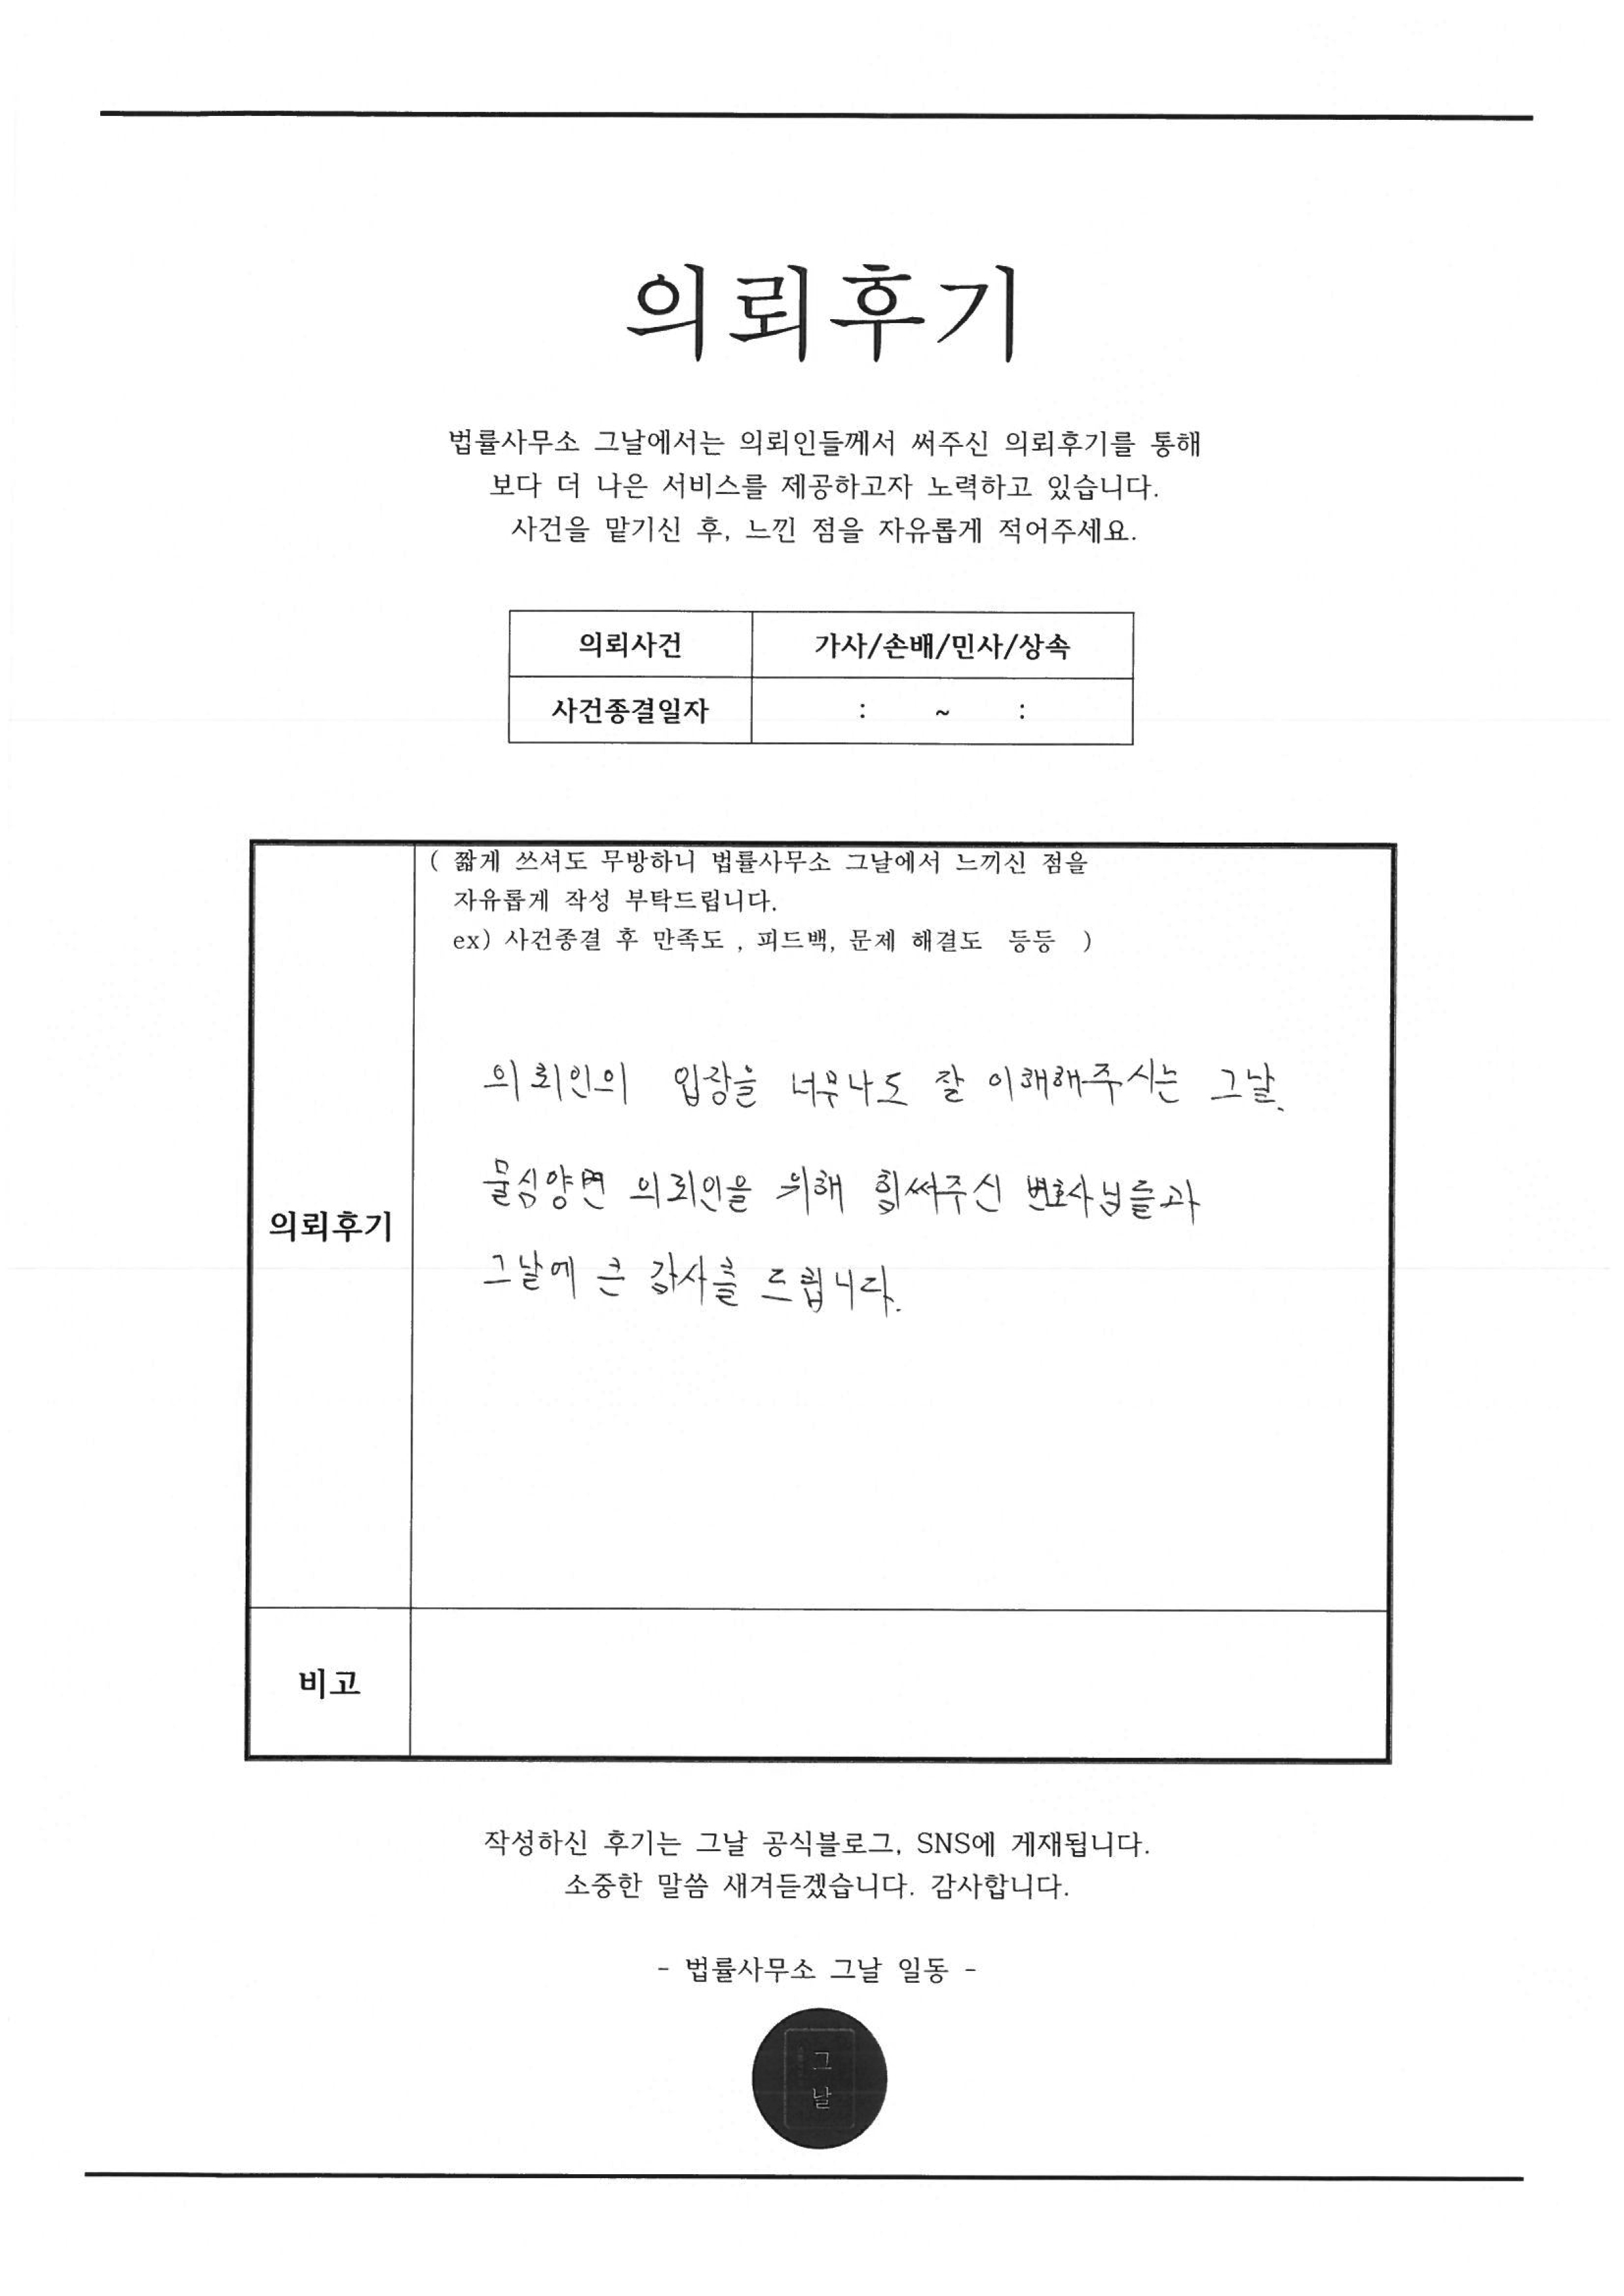 의뢰후기
법률사무소 그날에서는 의뢰인들께서 써주신 의뢰후기를 통해
보다 더 나은 서비스를 제공하고자 노력하고 있습니다.
사건을 맡기신 후, 느낀 점을 자유롭게 적어주세요.
의뢰사건 가사/손배/민사/상속
사건종결일자 : ~ :
( 짧게 쓰셔도 무방하니 법률사무소 그날에서 느끼신 점을
자유롭게 작성 부탁드립니다.
ex) 사건종결 후 만족도 , 피드백, 문제 해결도 등등 )
의뢰인의 입장을 너무나도 잘 이해해주시는 그날.
물심양면 의뢰인을 위해 힘써주신 변호사님들과
의뢰후기
그날에 큰 감사를 드립니다.
비고
작성하신 후기는 그날 공식블로그, SNS에 게재됩니다.
소중한 말씀 새겨듣겠습니다. 감사합니다.
- 법률사무소 그날 일동 -
그
날